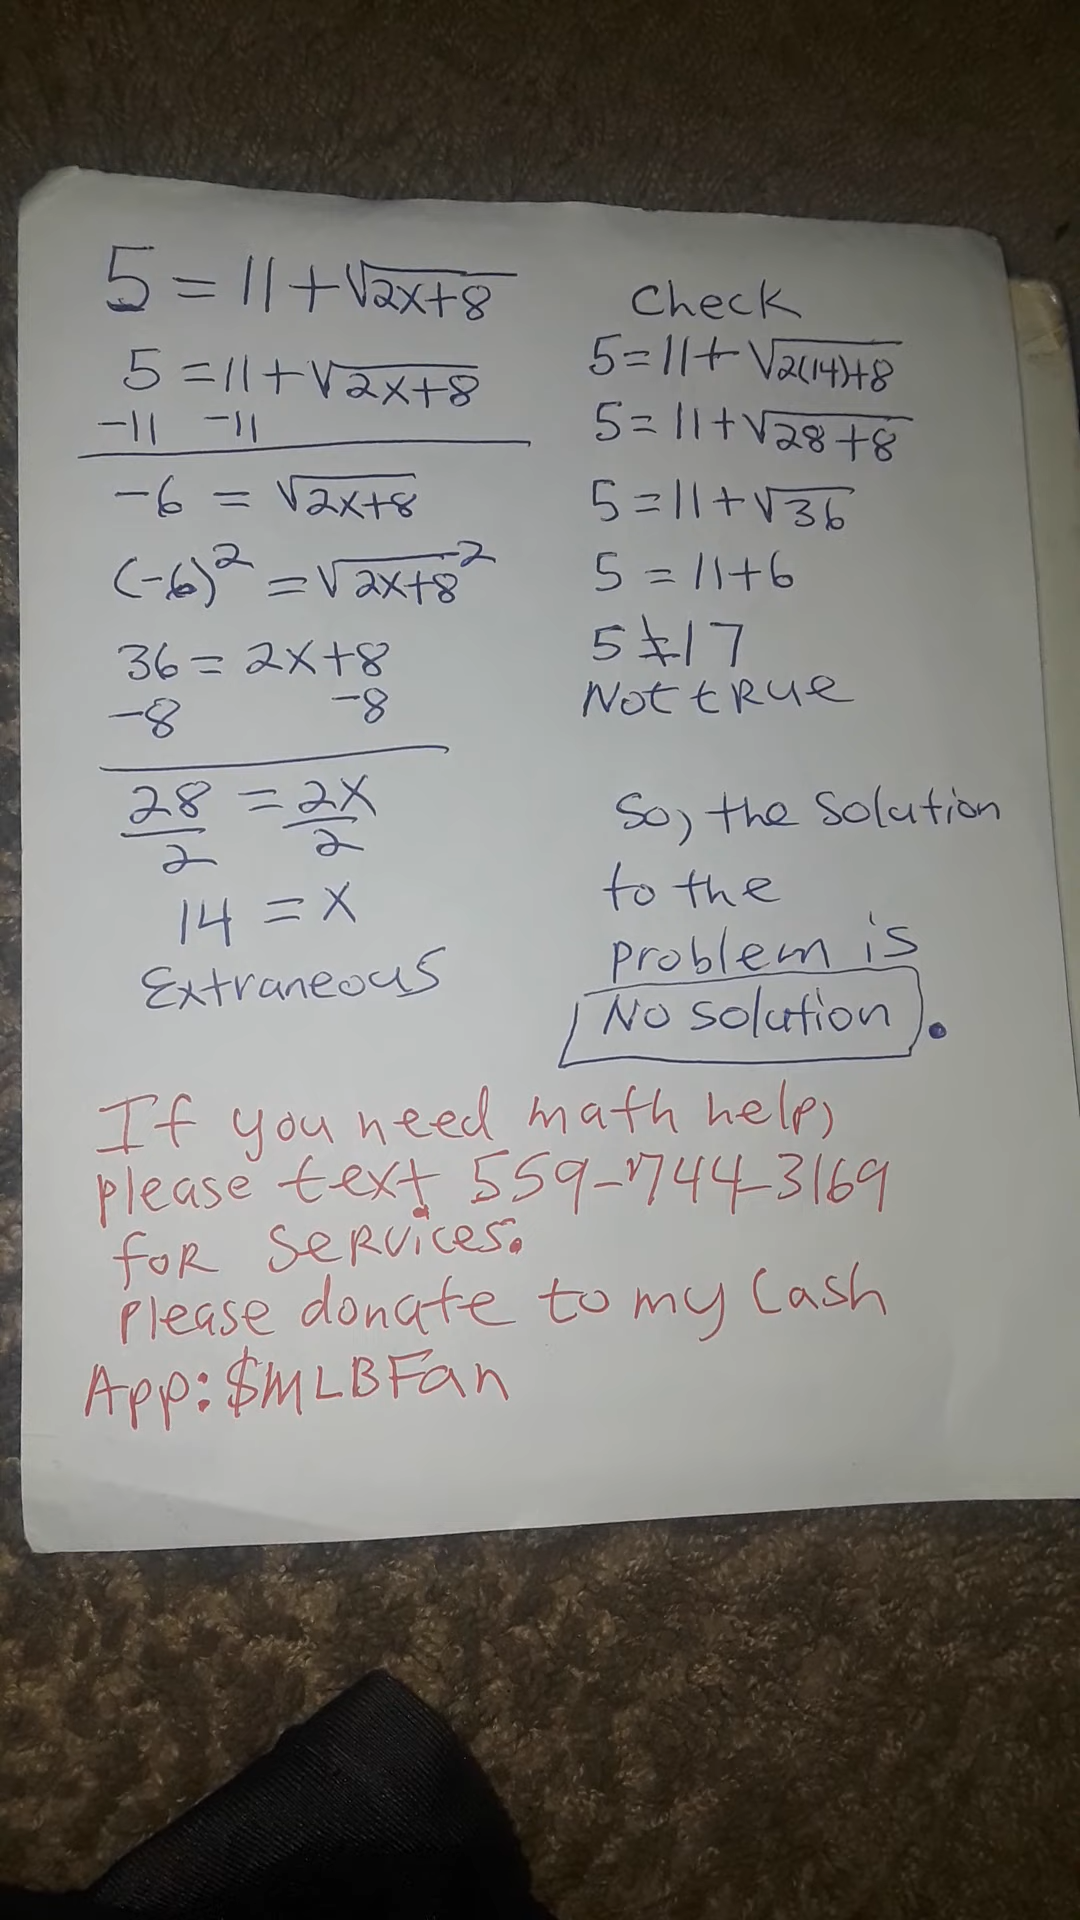 5 = 11 + √2x+8
5 = 11 + √2x+8
-11 -11
-6 = √2x+8
(-6)² = √2x+8²
36 = 2x+8
-8 -8
28 = 2x
2 2
14 = x
Extraneous
Check
5 = 11 + √2(14)+8
5 = 11 + √28+8
5 = 11 + √36
5 = 11+6
5 ≠ 17
Not true
So, the solution
to the
problem is
No solution.
If you need math help,
please text 559-744-3169
for services.
Please donate to my Cash
App: $MLBFan